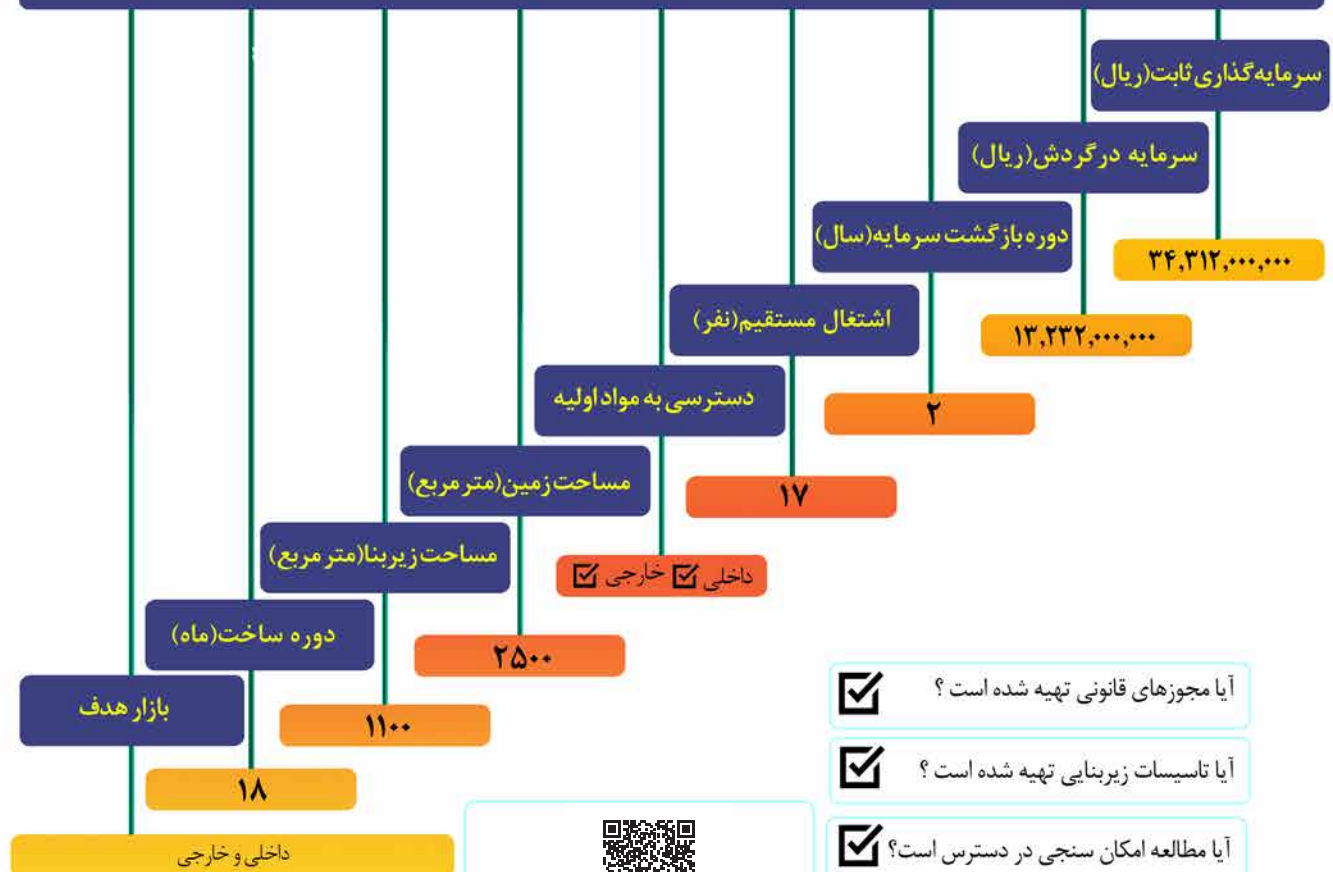 سرمایه‌گذاری ثابت(ریال)
۳۴,۳۱۲,۰۰۰,۰۰۰
سرمایه در گردش(ریال)
۱۳,۲۳۲,۰۰۰,۰۰۰
دوره بازگشت سرمایه(سال)
۲
اشتغال مستقیم(نفر)
۱۷
دسترسی به مواد اولیه
داخلی ☑ خارجی ☑
مساحت زمین(متر مربع)
۲۵۰۰
مساحت زیربنا(متر مربع)
۱۱۰۰
دوره ساخت(ماه)
۱۸
بازار هدف
داخلی و خارجی
آیا مجوزهای قانونی تهیه شده است ؟ ☑
آیا تاسیسات زیربنایی تهیه شده است ؟ ☑
آیا مطالعه امکان سنجی در دسترس است؟ ☑